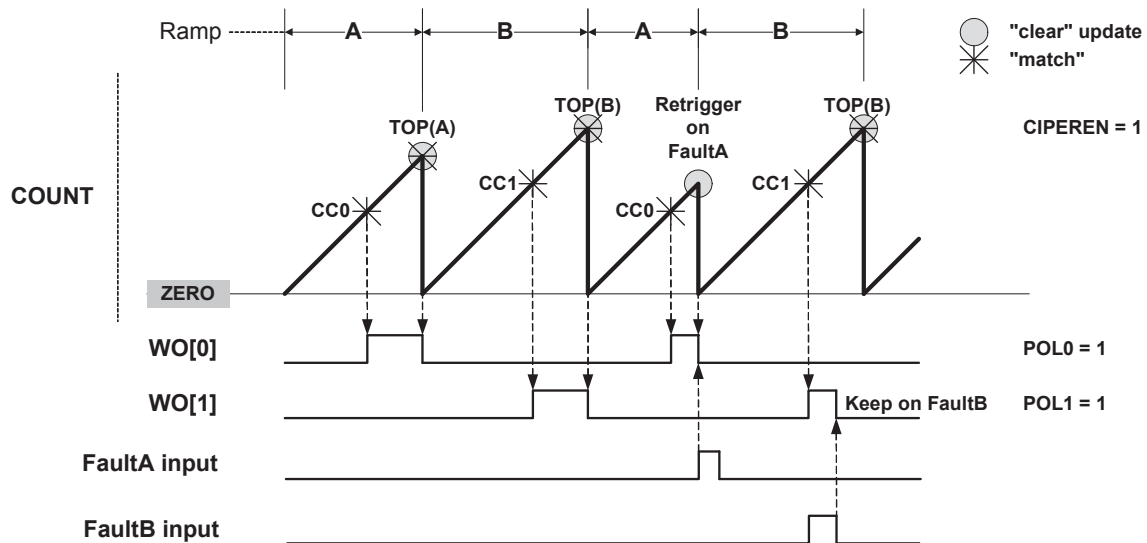 Ramp A B A B
"clear" update
"match"
TOP(A) TOP(B) Retrigger on FaultA TOP(B)
CIPEREN = 1
COUNT
CC0 CC1 CC0 CC1
ZERO
WO[0] POL0 = 1
WO[1] Keep on FaultB POL1 = 1
FaultA input
FaultB input